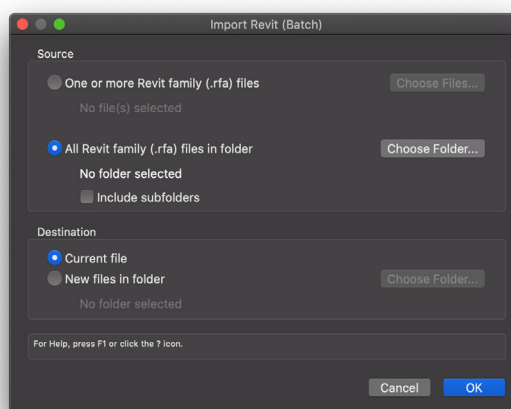 Import Revit (Batch)
Source
One or more Revit family (.rfa) files
Choose Files...
No file(s) selected
All Revit family (.rfa) files in folder
Choose Folder...
No folder selected
Include subfolders
Destination
Current file
New files in folder
Choose Folder...
No folder selected
For Help, press F1 or click the ? icon.
Cancel
OK